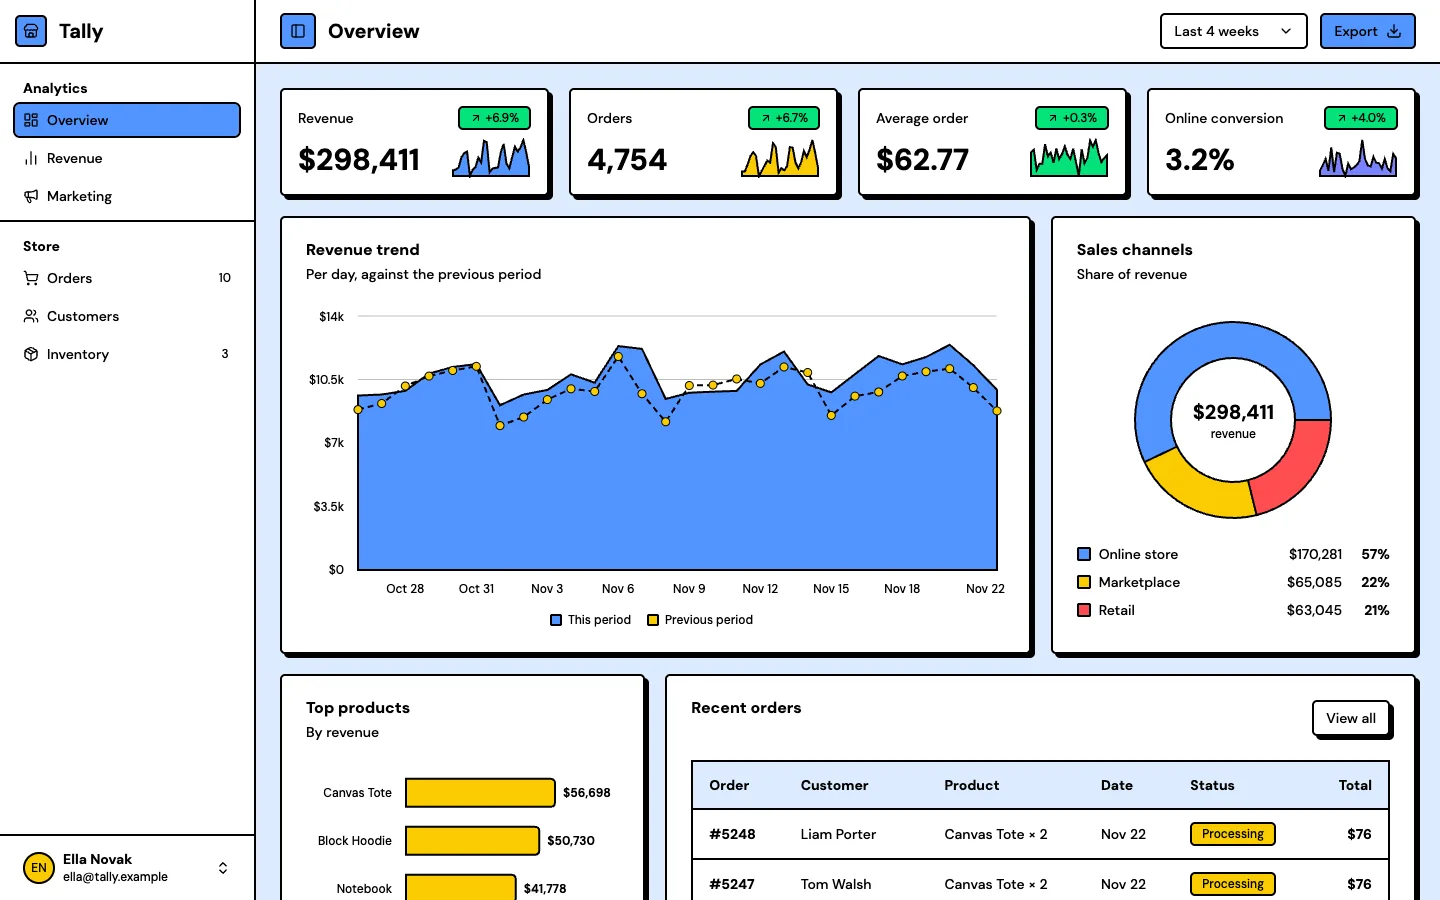 Tally
Overview
Last 4 weeks
Export
Analytics
Overview
Revenue
Marketing
Store
Orders 10
Customers
Inventory 3
EN
Ella Novak
ella@tally.example
Revenue
+6.9%
$298,411
Orders
+6.7%
4,754
Average order
+0.3%
$62.77
Online conversion
+4.0%
3.2%
Revenue trend
Per day, against the previous period
$14k
$10.5k
$7k
$3.5k
$0
Oct 28 Oct 31 Nov 3 Nov 6 Nov 9 Nov 12 Nov 15 Nov 18 Nov 22
This period Previous period
Sales channels
Share of revenue
$298,411
revenue
Online store $170,281 57%
Marketplace $65,085 22%
Retail $63,045 21%
Top products
By revenue
Canvas Tote $56,698
Block Hoodie $50,730
Notebook $41,778
Recent orders
View all
Order Customer Product Date Status Total
#5248 Liam Porter Canvas Tote × 2 Nov 22 Processing $76
#5247 Tom Walsh Canvas Tote × 2 Nov 22 Processing $76